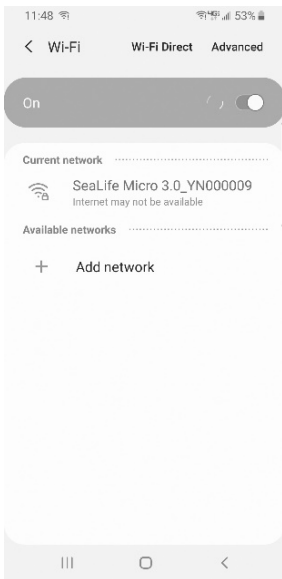 11:48 53%
Wi-Fi Wi-Fi Direct Advanced
On
Current network
SeaLife Micro 3.0_YN000009
Internet may not be available
Available networks
Add network